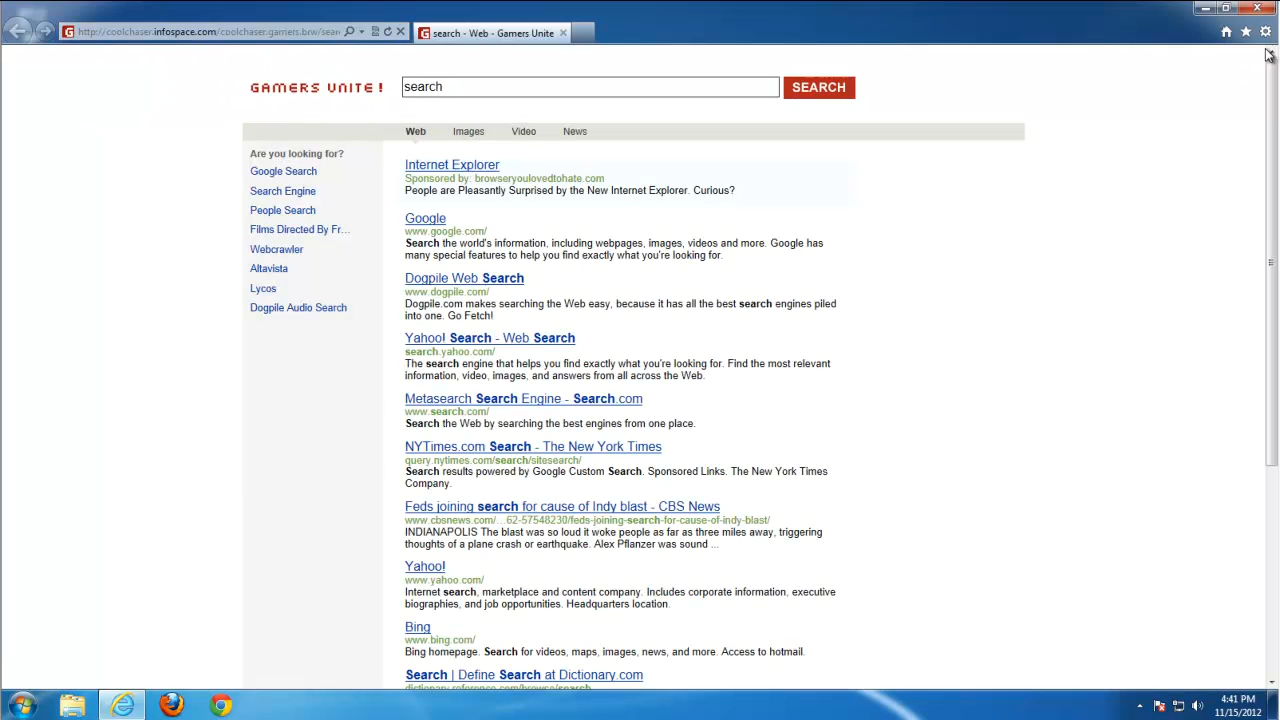 http://coolchaser.infospace.com/coolchaser.gamers.brw/sear
search - Web - Gamers Unite
GAMERS UNITE!
search
SEARCH
Web
Images
Video
News
Are you looking for?
Google Search
Search Engine
People Search
Films Directed By Fr...
Webcrawler
Altavista
Lycos
Dogpile Audio Search
Internet Explorer
Sponsored by: browseryoulovedtohate.com
People are Pleasantly Surprised by the New Internet Explorer. Curious?
Google
www.google.com/
Search the world's information, including webpages, images, videos and more. Google has
many special features to help you find exactly what you're looking for.
Dogpile Web Search
www.dogpile.com/
Dogpile.com makes searching the Web easy, because it has all the best search engines piled
into one. Go Fetch!
Yahoo! Search - Web Search
search.yahoo.com/
The search engine that helps you find exactly what you're looking for. Find the most relevant
information, video, images, and answers from all across the Web.
Metasearch Search Engine - Search.com
www.search.com/
Search the Web by searching the best engines from one place.
NYTimes.com Search - The New York Times
query.nytimes.com/search/sitesearch/
Search results powered by Google Custom Search. Sponsored Links. The New York Times
Company.
Feds joining search for cause of Indy blast - CBS News
www.cbsnews.com/...62-57548230/feds-joining-search-for-cause-of-indy-blast/
INDIANAPOLIS The blast was so loud it woke people as far as three miles away, triggering
thoughts of a plane crash or earthquake. Alex Pflanzer was sound ...
Yahoo!
www.yahoo.com/
Internet search, marketplace and content company. Includes corporate information, executive
biographies, and job opportunities. Headquarters location.
Bing
www.bing.com/
Bing homepage. Search for videos, maps, images, news, and more. Access to hotmail.
Search | Define Search at Dictionary.com
dictionary.reference.com/browse/search
4:41 PM
11/15/2012